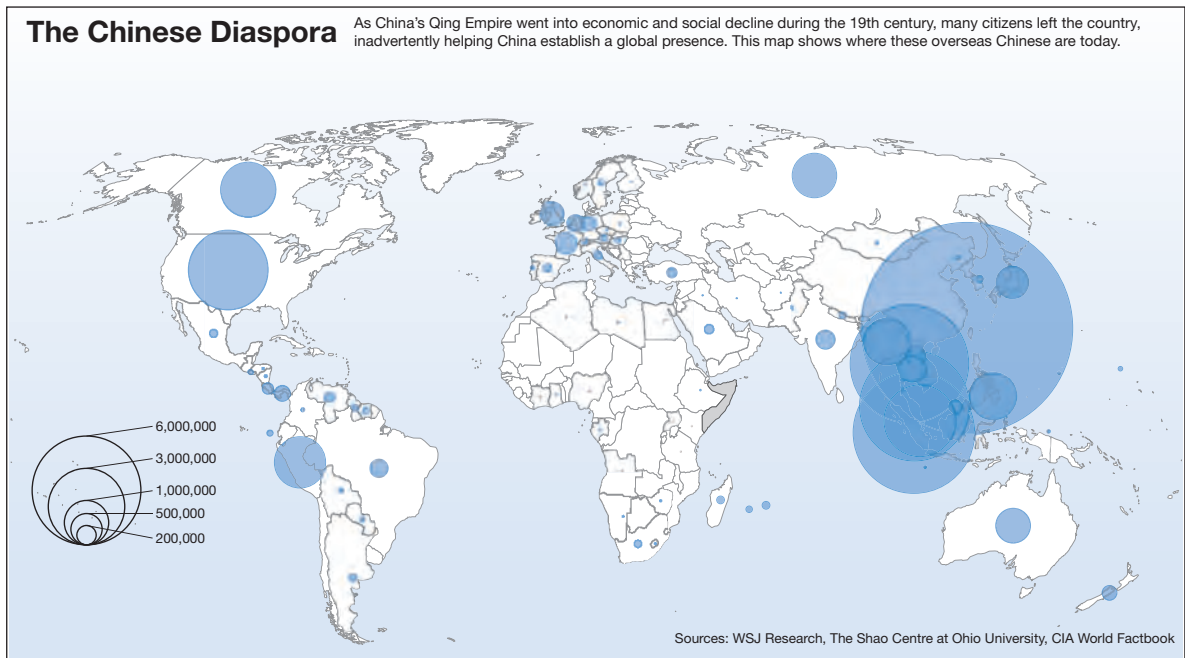 The Chinese Diaspora
As China's Qing Empire went into economic and social decline during the 19th century, many citizens left the country,
inadvertently helping China establish a global presence. This map shows where these overseas Chinese are today.
6,000,000
3,000,000
1,000,000
500,000
200,000
Sources: WSJ Research, The Shao Centre at Ohio University, CIA World Factbook